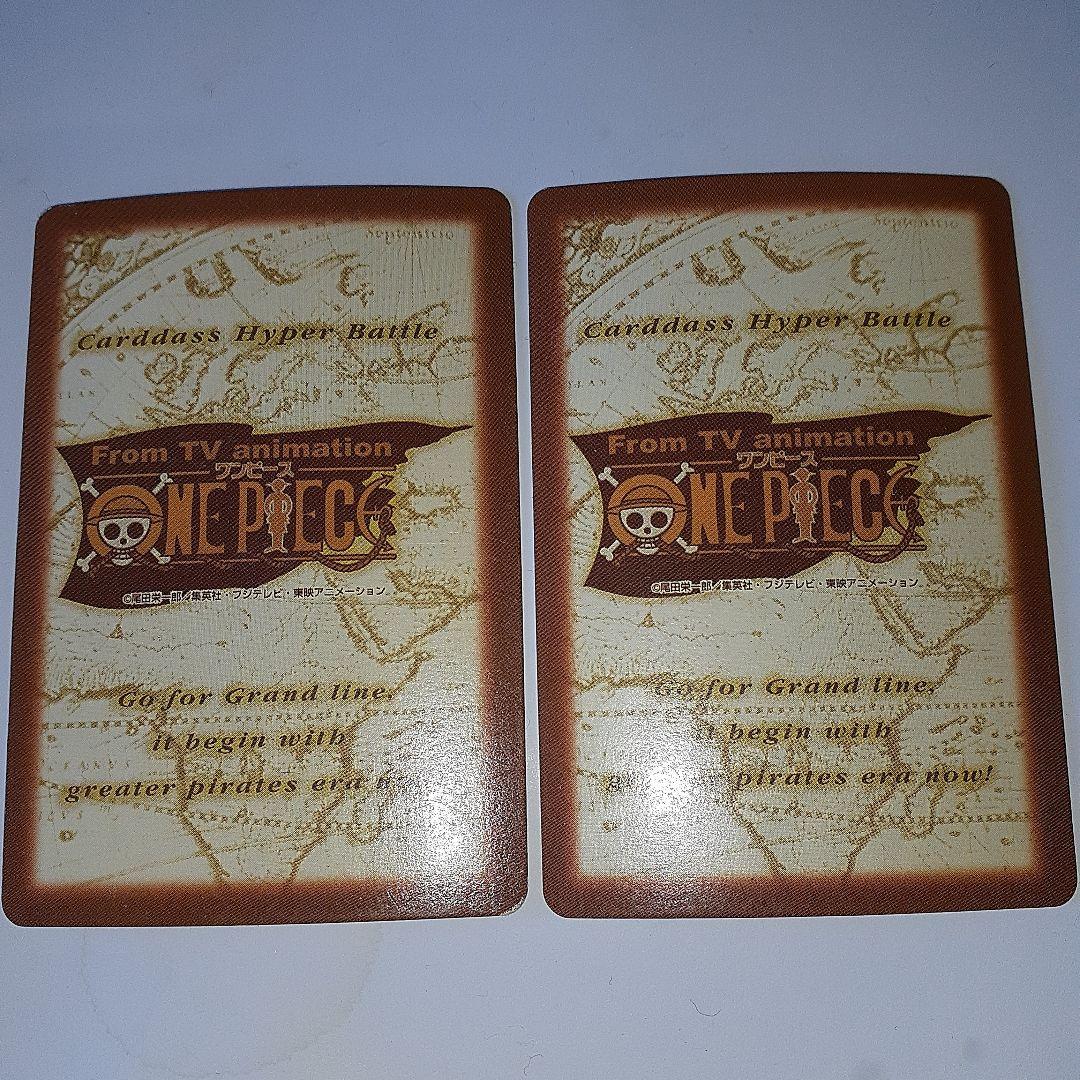 Septentrio
Carddass Hyper Battle
From TV animation
ワンピース
ONE PIECE
©尾田栄一郎/集英社・フジテレビ・東映アニメーション
Go for Grand line,
it begin with
greater pirates era
Septentrio
Carddass Hyper Battle
From TV animation
ワンピース
ONE PIECE
©尾田栄一郎/集英社・フジテレビ・東映アニメーション
Go for Grand line,
it begin with
pirates era now!